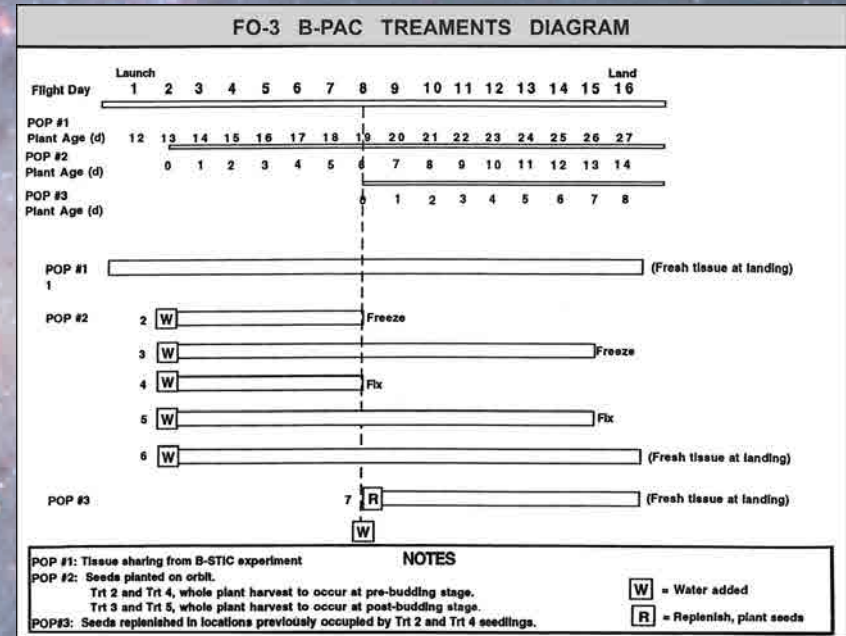 FO-3 B-PAC TREAMENTS DIAGRAM
Launch Land
Flight Day 1 2 3 4 5 6 7 8 9 10 11 12 13 14 15 16
POP #1
Plant Age (d) 12 13 14 15 16 17 18 19 20 21 22 23 24 25 26 27
POP #2
Plant Age (d) 0 1 2 3 4 5 6 7 8 9 10 11 12 13 14
POP #3
Plant Age (d) 0 1 2 3 4 5 6 7 8
POP #1 (Fresh tissue at landing)
1
POP #2 2 W Freeze
3 W Freeze
4 W Fix
5 W Fix
6 W (Fresh tissue at landing)
POP #3 7 R (Fresh tissue at landing)
W
NOTES
POP #1: Tissue sharing from B-STIC experiment
POP #2: Seeds planted on orbit.
Trt 2 and Trt 4, whole plant harvest to occur at pre-budding stage.
Trt 3 and Trt 5, whole plant harvest to occur at post-budding stage.
POP#3: Seeds replenished in locations previously occupied by Trt 2 and Trt 4 seedlings.
W = Water added
R = Replenish, plant seeds